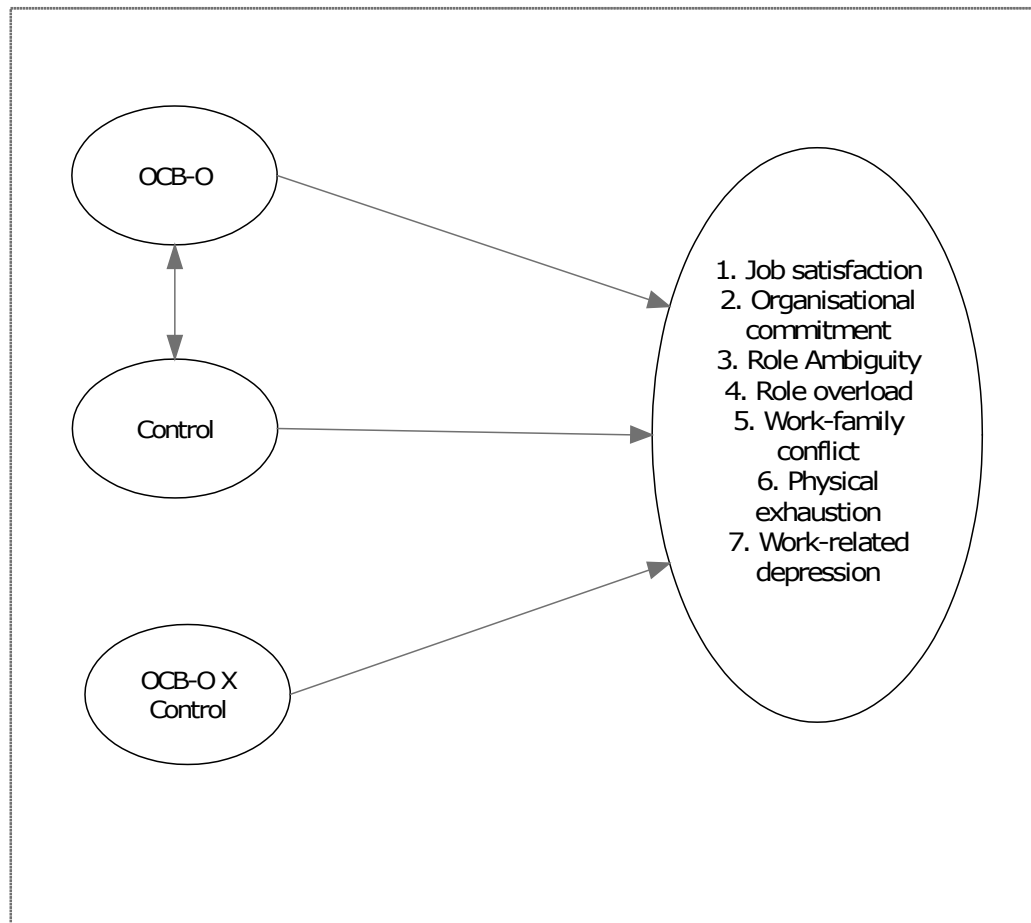 OCB-O
Control
OCB-O X
Control
1. Job satisfaction
2. Organisational
commitment
3. Role Ambiguity
4. Role overload
5. Work-family
conflict
6. Physical
exhaustion
7. Work-related
depression